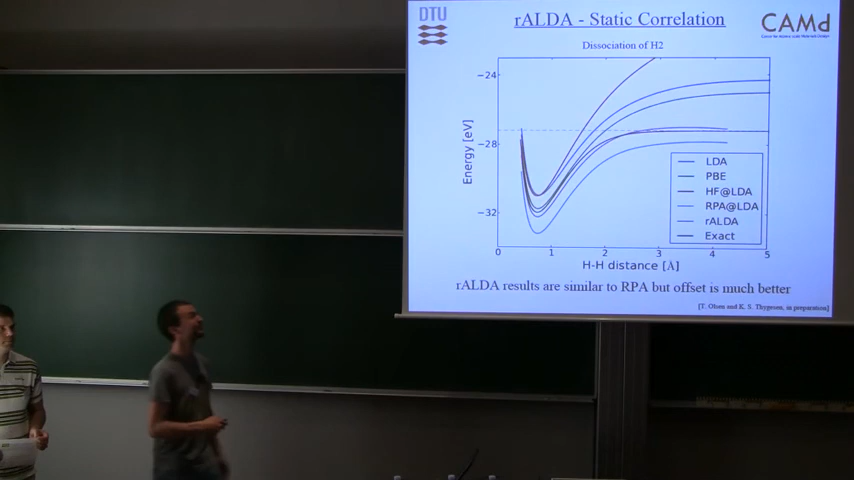 DTU
rALDA - Static Correlation
CAMd
Dissociation of H2
Energy [eV]
−24
−28
−32
0 1 2 3 4 5
H-H distance [Å]
LDA
PBE
HF@LDA
RPA@LDA
rALDA
Exact
rALDA results are similar to RPA but offset is much better
[T. Olsen and K. S. Thygesen, in preparation]